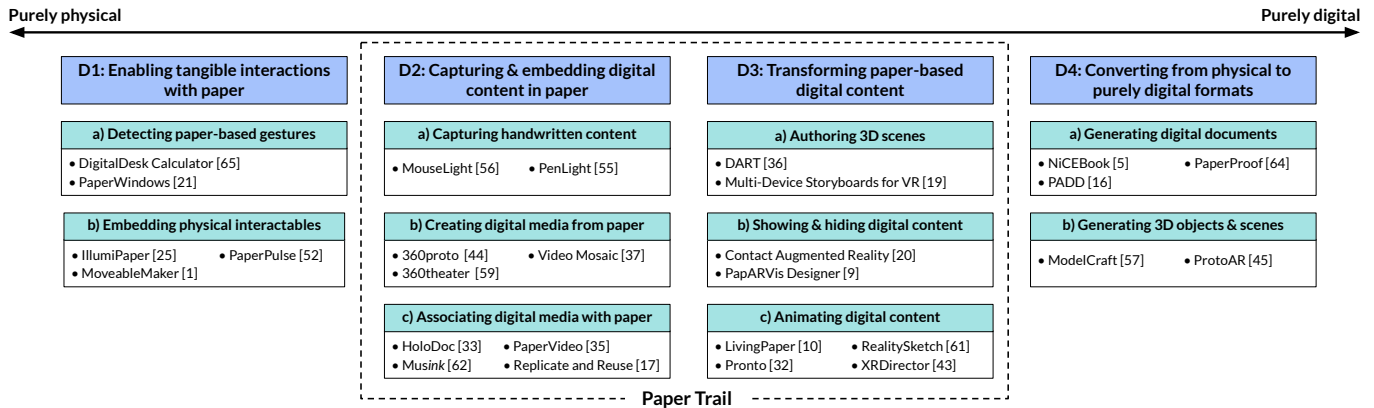 Purely physical
Purely digital
D1: Enabling tangible interactions
with paper
a) Detecting paper-based gestures
• DigitalDesk Calculator [65]
• PaperWindows [21]
b) Embedding physical interactables
• IllumiPaper [25] • PaperPulse [52]
• MoveableMaker [1]
D2: Capturing & embedding digital
content in paper
a) Capturing handwritten content
• MouseLight [56] • PenLight [55]
b) Creating digital media from paper
• 360proto [44] • Video Mosaic [37]
• 360theater [59]
c) Associating digital media with paper
• HoloDoc [33] • PaperVideo [35]
• Musink [62] • Replicate and Reuse [17]
D3: Transforming paper-based
digital content
a) Authoring 3D scenes
• DART [36]
• Multi-Device Storyboards for VR [19]
b) Showing & hiding digital content
• Contact Augmented Reality [20]
• PapARVis Designer [9]
c) Animating digital content
• LivingPaper [10] • RealitySketch [61]
• Pronto [32] • XRDirector [43]
D4: Converting from physical to
purely digital formats
a) Generating digital documents
• NiCEBook [5] • PaperProof [64]
• PADD [16]
b) Generating 3D objects & scenes
• ModelCraft [57] • ProtoAR [45]
Paper Trail